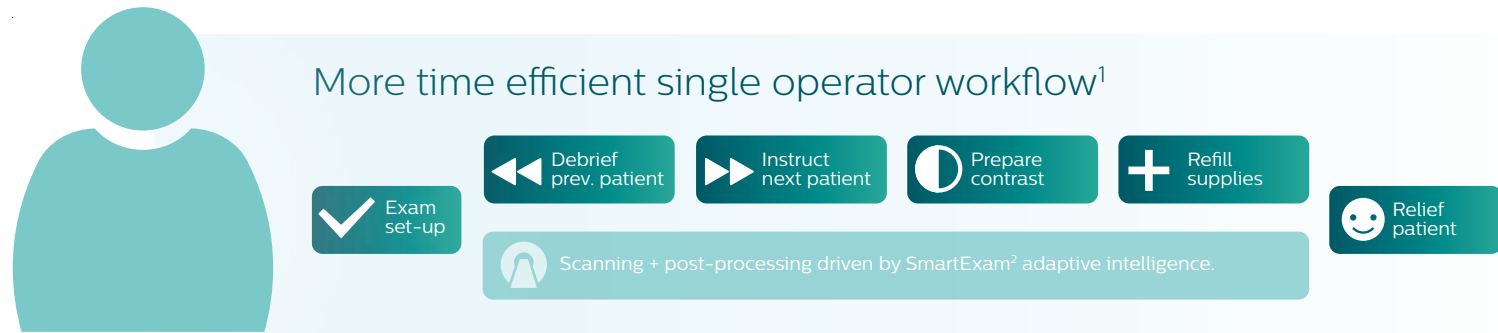 More time efficient single operator workflow¹
Exam
set-up
Debrief
prev. patient
Instruct
next patient
Prepare
contrast
Refill
supplies
Scanning + post-processing driven by SmartExam² adaptive intelligence.
Relief
patient